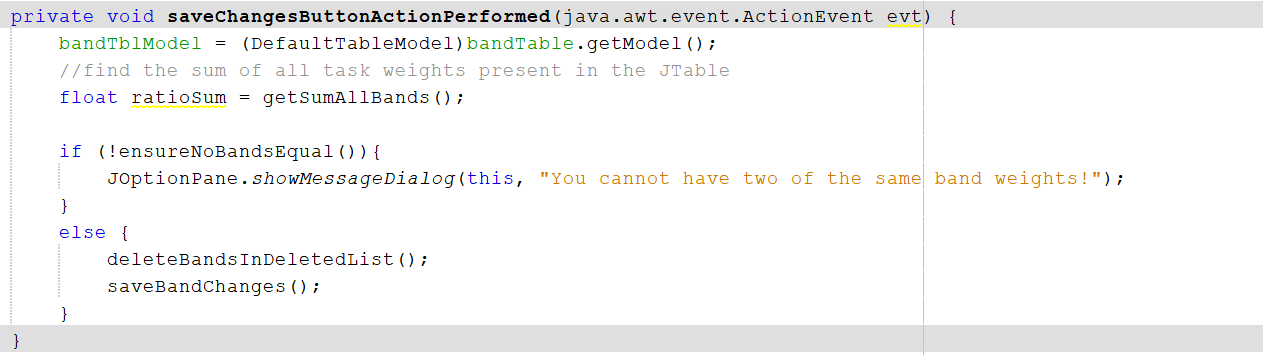 private void saveChangesButtonActionPerformed(java.awt.event.ActionEvent evt) {
    bandTblModel = (DefaultTableModel)bandTable.getModel();
    //find the sum of all task weights present in the JTable
    float ratioSum = getSumAllBands();

    if (!ensureNoBandsEqual()){
        JOptionPane.showMessageDialog(this, "You cannot have two of the same band weights!");
    }
    else {
        deleteBandsInDeletedList();
        saveBandChanges();
    }
}